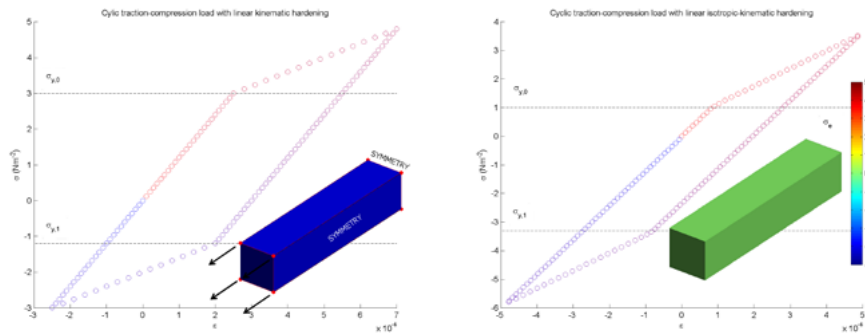 Cylic traction-compression load with linear kinematic hardening
5
4
3
2
1
0
-1
-2
-3
σy,0
σy,1
σ (Nm-2)
SYMMETRY
SYMMETRY
-3 -2 -1 0 1 2 3 4 5 6 7
ε
x 10-8
Cyclic traction-compression load with linear isotropic-kinematic hardening
4
3
2
1
0
-1
-2
-3
-4
-5
-6
σy,0
σy,1
σ (Nm-2)
σe
-5 -4 -3 -2 -1 0 1 2 3 4 5
ε